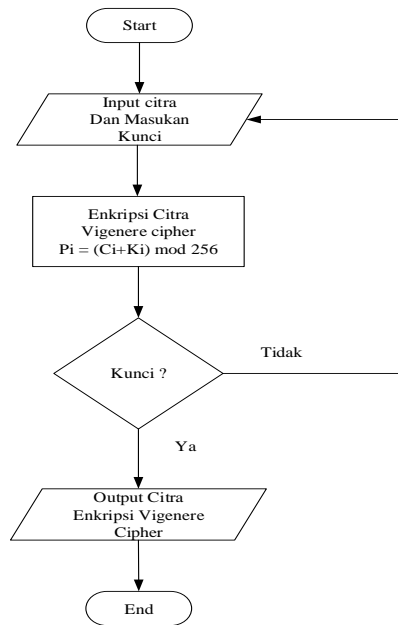 Start
Input citra
Dan Masukan
Kunci
Enkripsi Citra
Vigenere cipher
Pi = (Ci+Ki) mod 256
Kunci ?
Tidak
Ya
Output Citra
Enkripsi Vigenere
Cipher
End